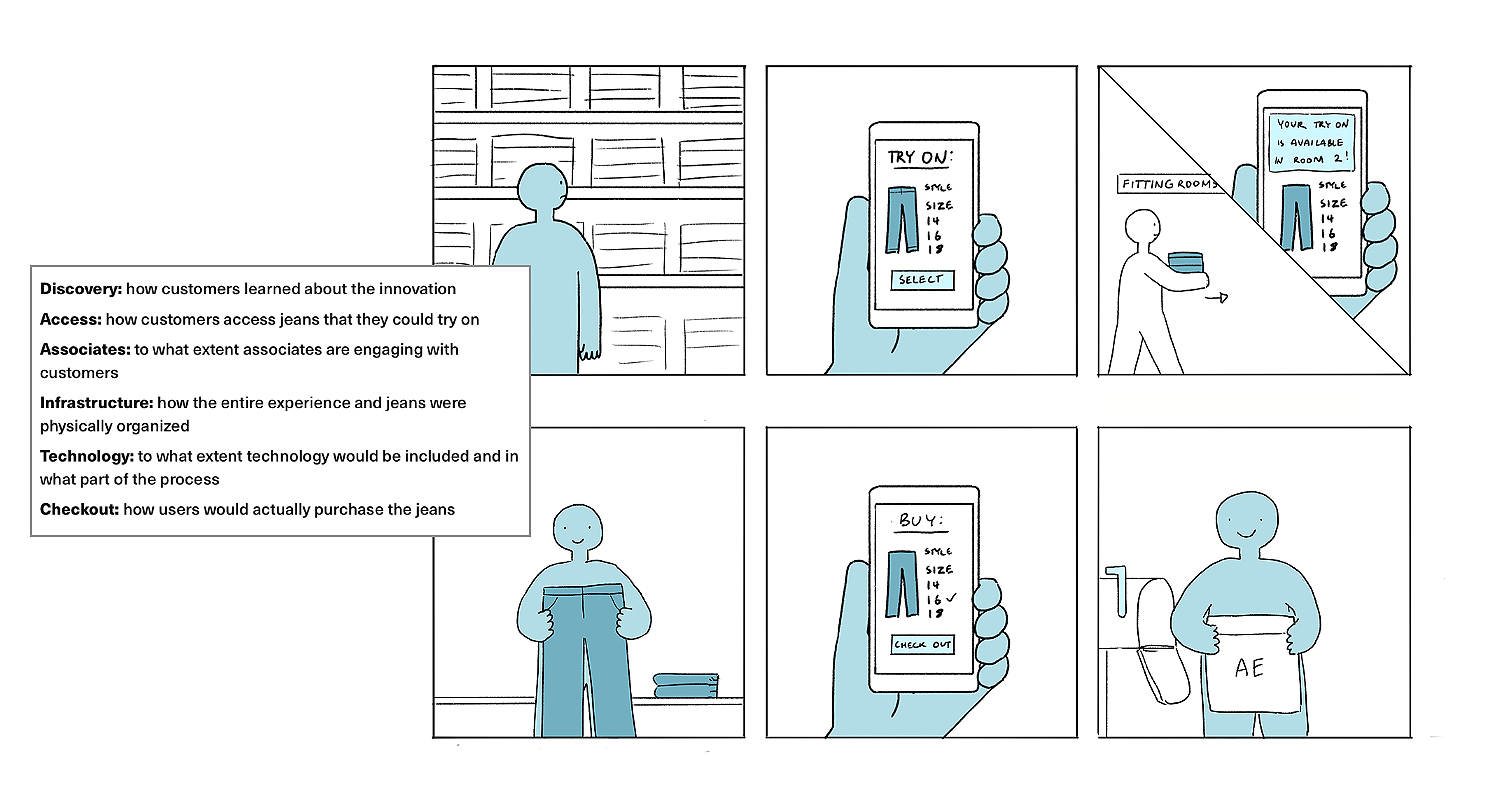 TRY ON:
STYLE
SIZE
14
16
18
SELECT
YOUR TRY ON
IS AVAILABLE
IN ROOM 2!
STYLE
SIZE
14
16
18
FITTING ROOMS
Discovery: how customers learned about the innovation
Access: how customers access jeans that they could try on
Associates: to what extent associates are engaging with
customers
Infrastructure: how the entire experience and jeans were
physically organized
Technology: to what extent technology would be included and in
what part of the process
Checkout: how users would actually purchase the jeans
BUY:
STYLE
SIZE
14
16 ✓
18
CHECK OUT
AE